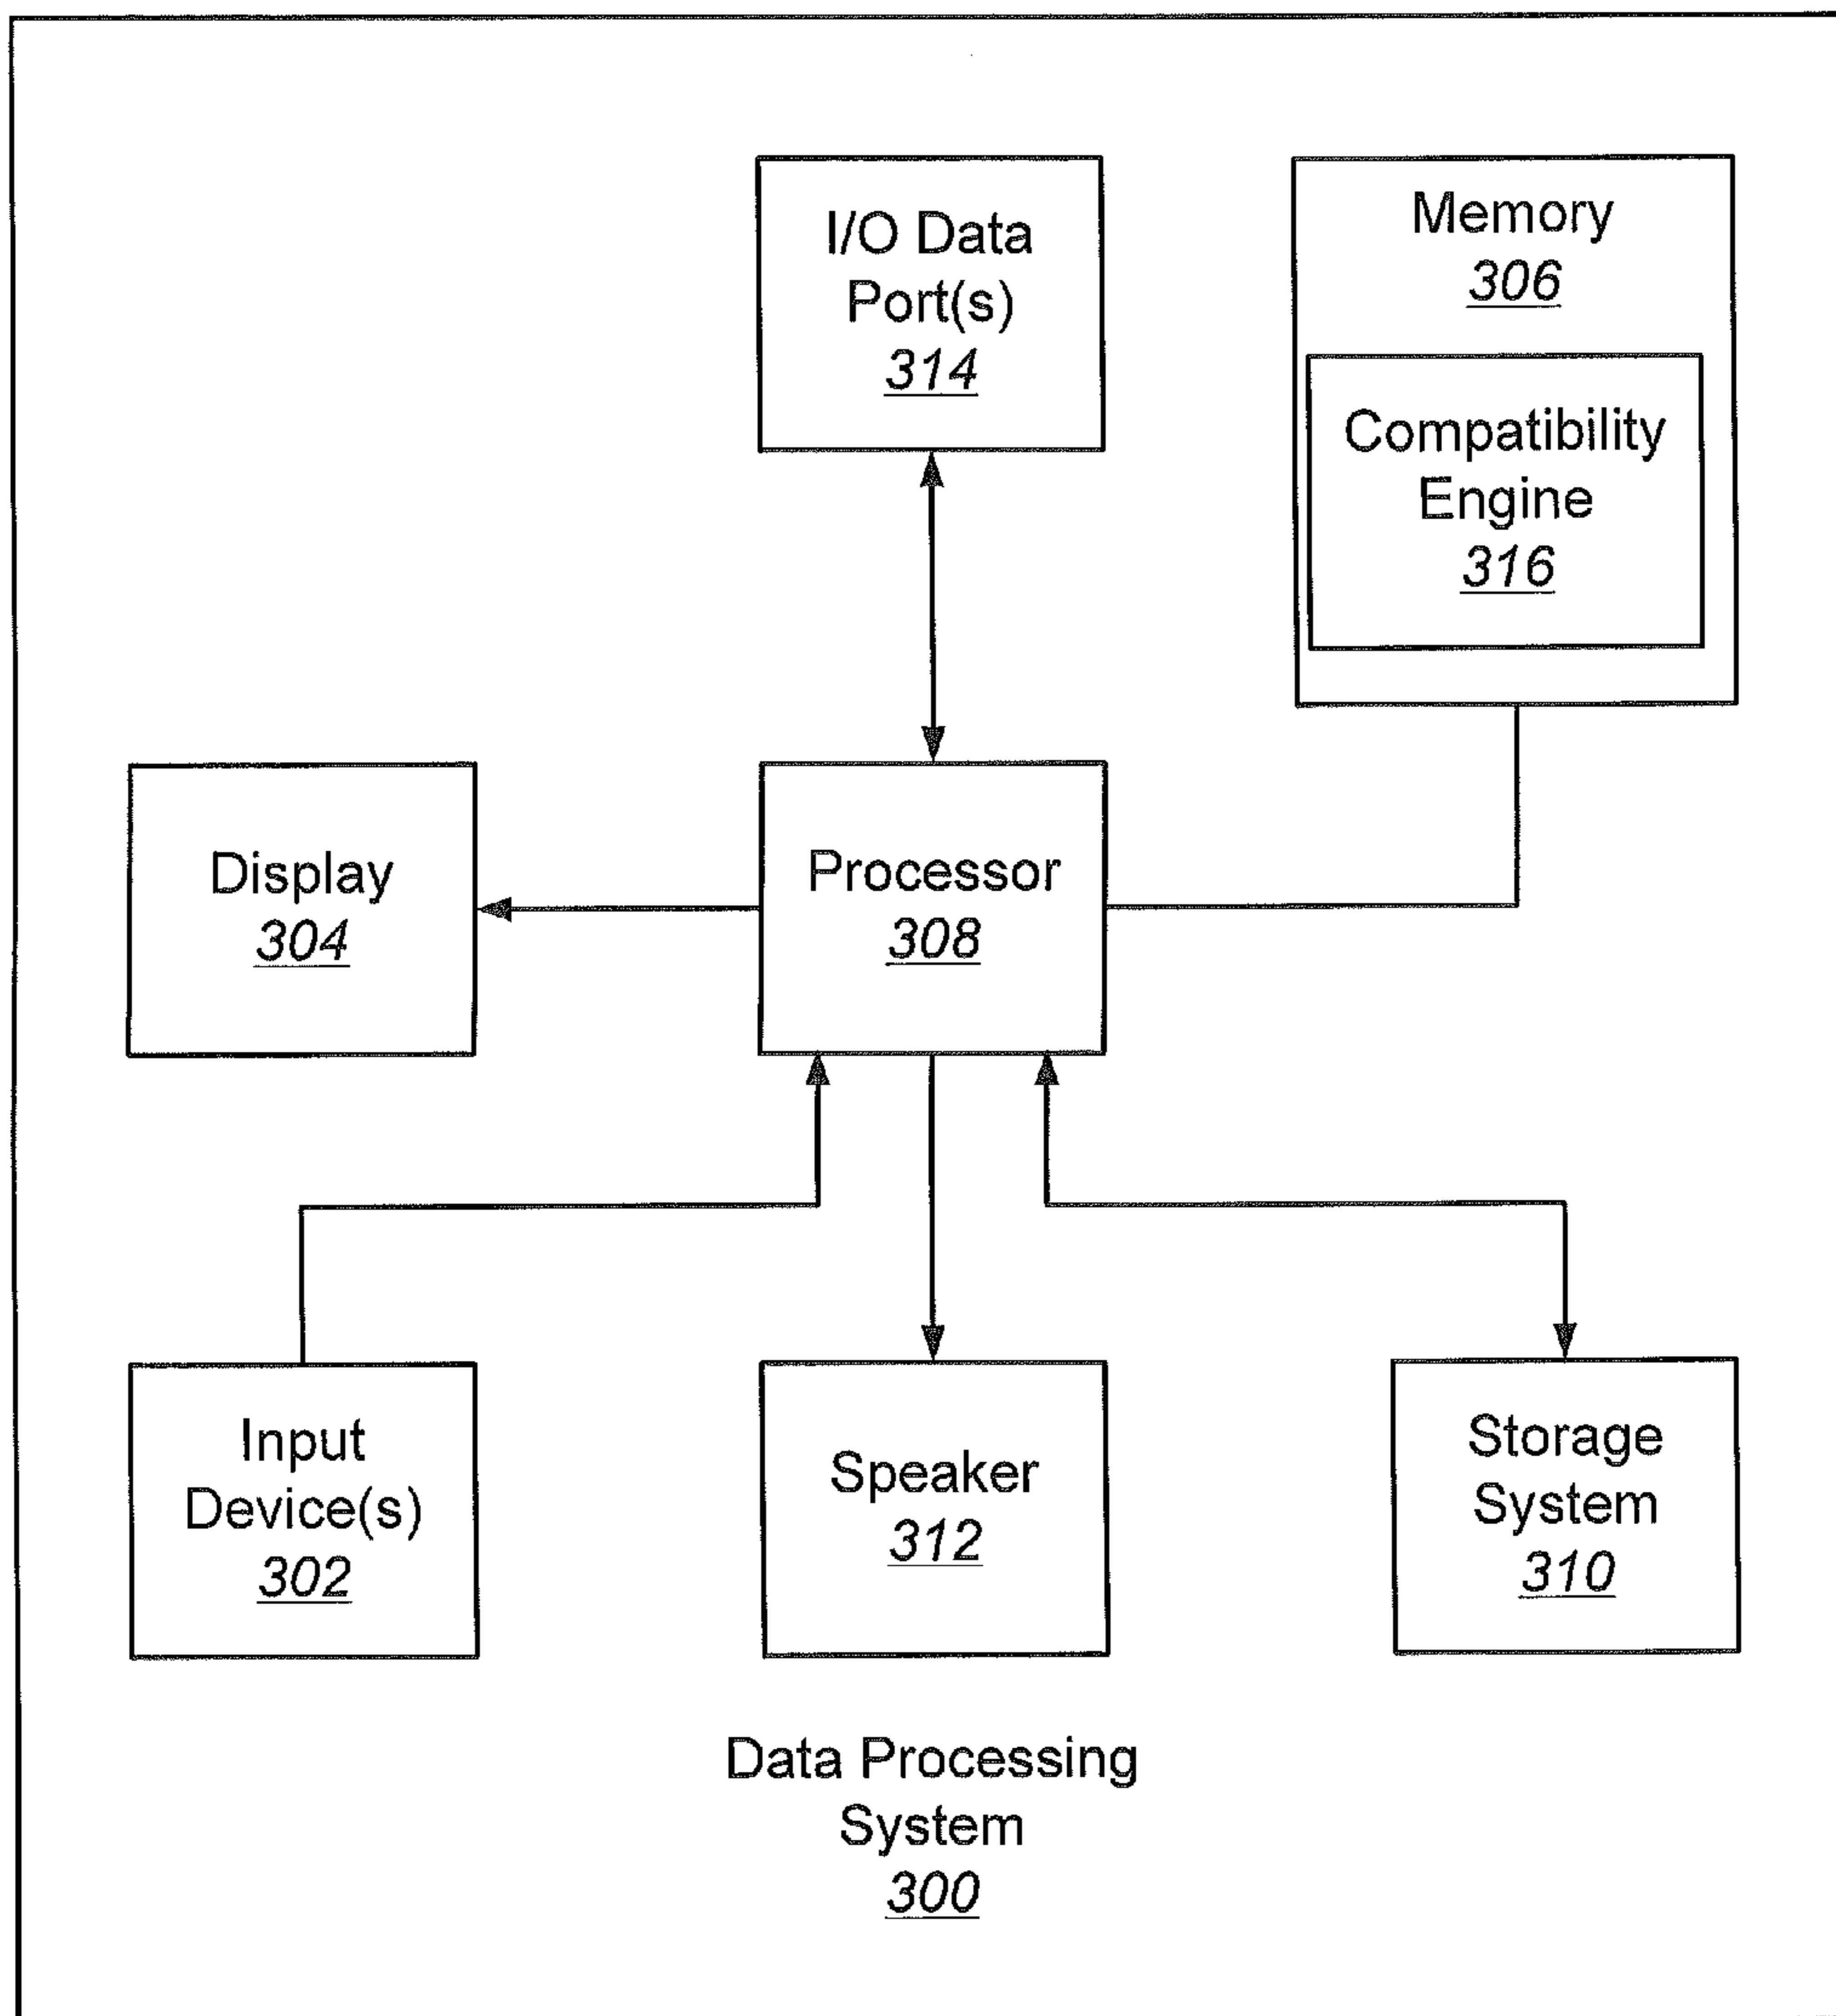 I/O Data
Port(s)
314
Memory
306
Compatibility
Engine
316
Display
304
Processor
308
Input
Device(s)
302
Speaker
312
Storage
System
310
Data Processing
System
300